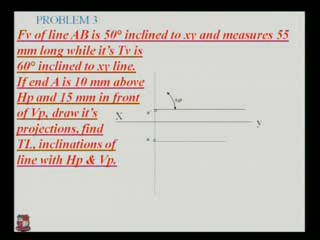 PROBLEM 3:
Fv of line AB is 50° inclined to xy and measures 55
mm long while it's Tv is
60° inclined to xy line.
If end A is 10 mm above
Hp and 15 mm in front
of Vp, draw it's
projections, find
TL, inclinations of
line with Hp & Vp.
X
y